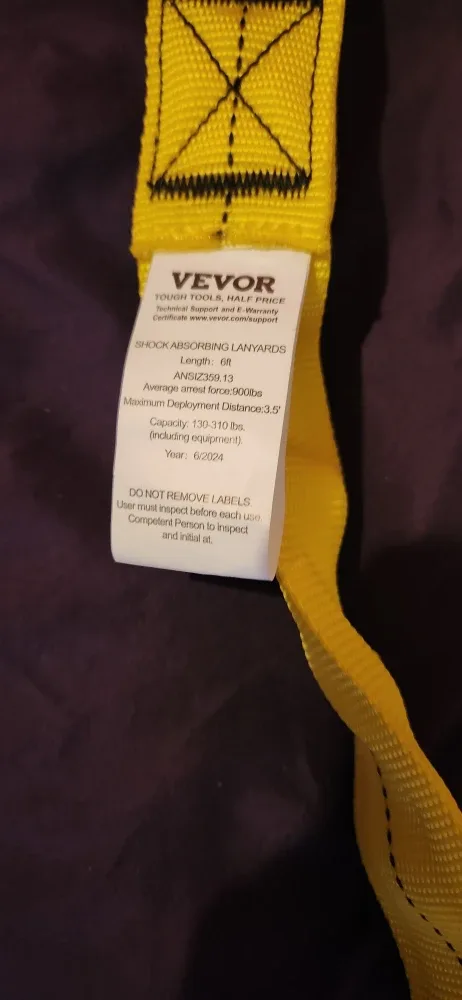 VEVOR
TOUGH TOOLS, HALF PRICE
Technical Support and E-Warranty
Certificate www.vevor.com/support
SHOCK ABSORBING LANYARDS
Length: 6ft
ANSIZ359.13
Average arrest force:900lbs
Maximum Deployment Distance:3.5'
Capacity: 130-310 lbs.
(including equipment).
Year: 6/2024
DO NOT REMOVE LABELS
User must inspect before each use.
Competent Person to inspect
and initial at.